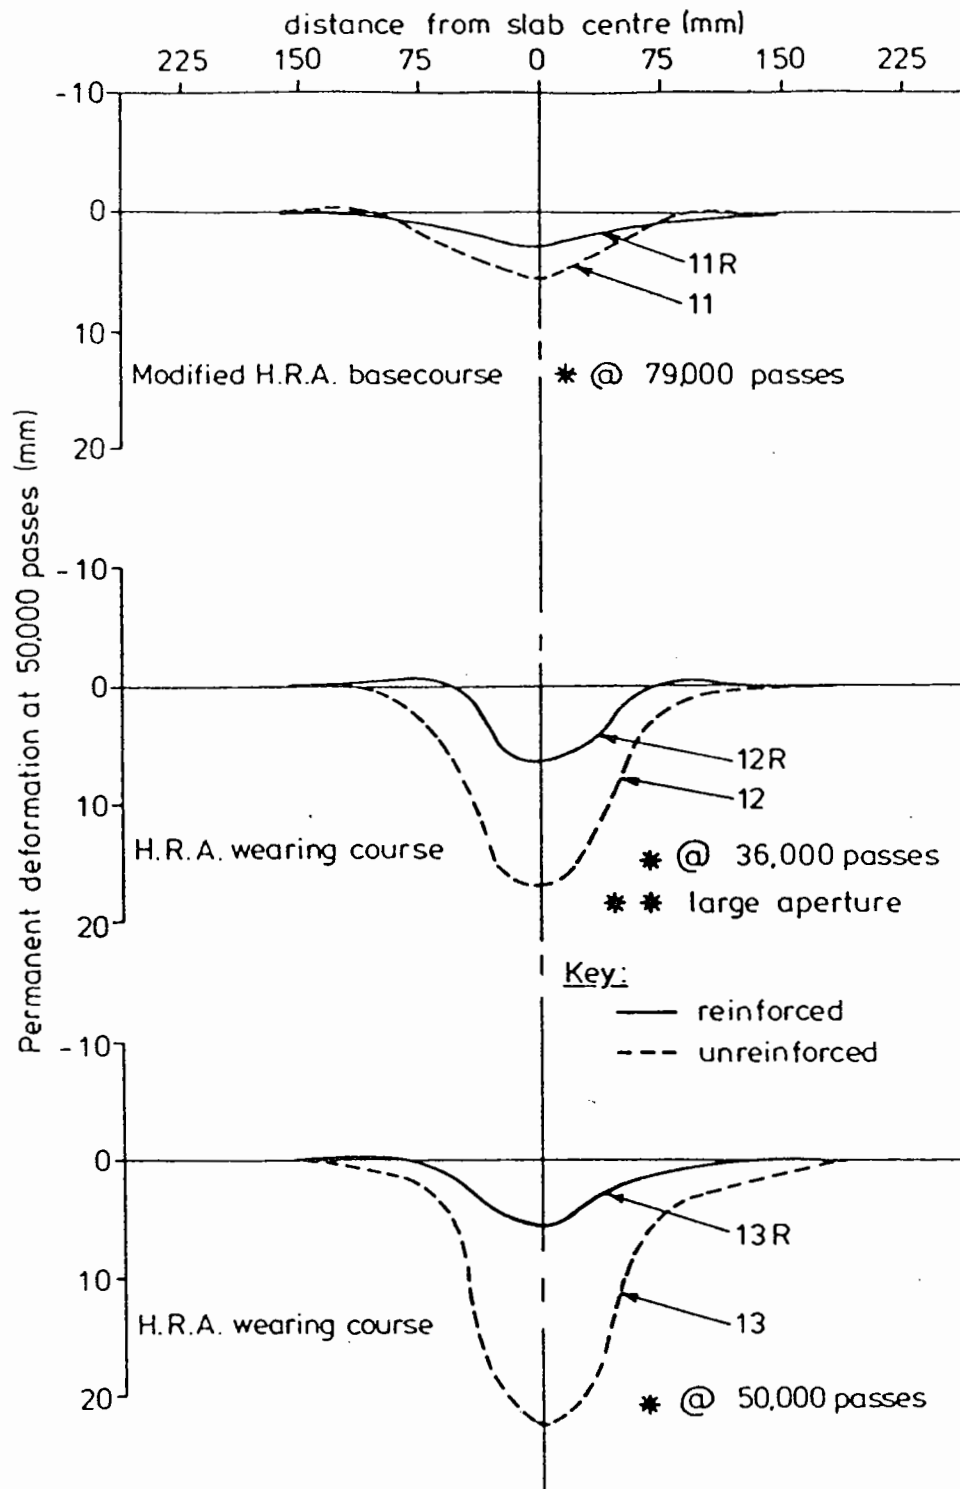 distance from slab centre (mm)
225 150 75 0 75 150 225
-10
0
11R
11
10
Modified H.R.A. basecourse * @ 79,000 passes
20
Permanent deformation at 50,000 passes (mm)
-10
0
12R
12
10
H.R.A. wearing course * @ 36,000 passes
** large aperture
20
Key:
reinforced
unreinforced
-10
0
13R
10
H.R.A. wearing course 13
20
* @ 50,000 passes